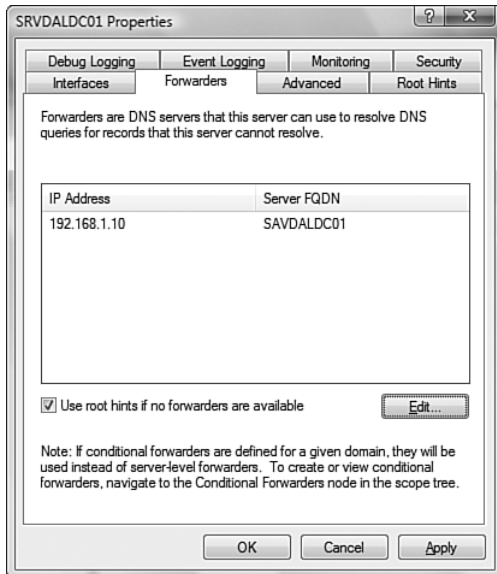 SRVDALDC01 Properties
Debug Logging Event Logging Monitoring Security
Interfaces Forwarders Advanced Root Hints
Forwarders are DNS servers that this server can use to resolve DNS
queries for records that this server cannot resolve.
IP Address Server FQDN
192.168.1.10 SAVDALDC01
Use root hints if no forwarders are available Edit...
Note: If conditional forwarders are defined for a given domain, they will be
used instead of server-level forwarders. To create or view conditional
forwarders, navigate to the Conditional Forwarders node in the scope tree.
OK Cancel Apply